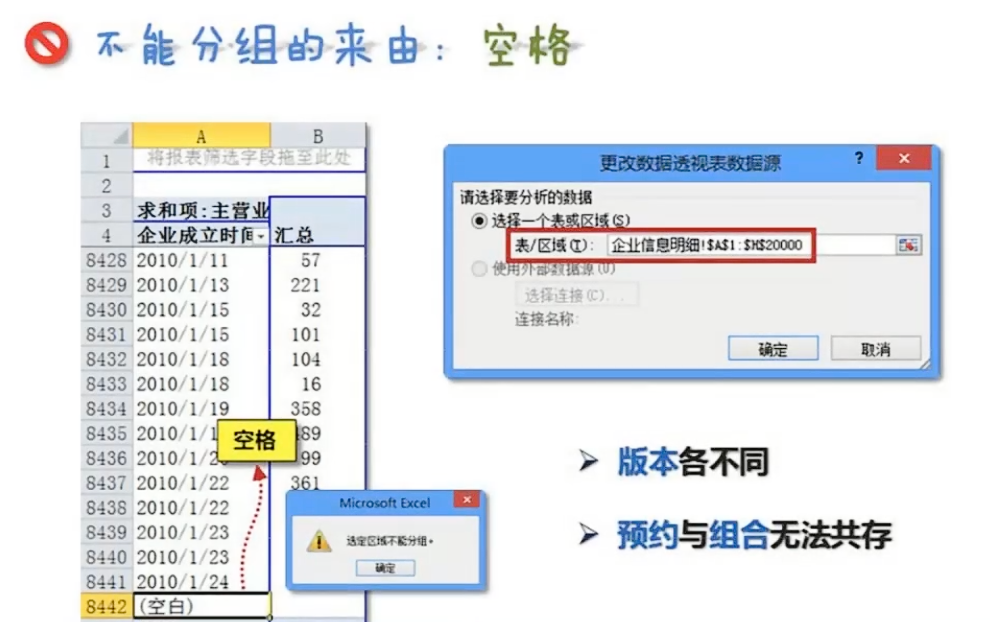 不能分组的来由：空格
A B
1 将报表筛选字段拖至此处
2
3 求和项:主营业
4 企业成立时间 汇总
8428 2010/1/11 57
8429 2010/1/13 221
8430 2010/1/15 32
8431 2010/1/15 101
8432 2010/1/18 104
8433 2010/1/18 16
8434 2010/1/19 358
8435 2010/1/1 489
空格
8436 2010/1/2 99
8437 2010/1/22 361
8438 2010/1/22
8439 2010/1/23
8440 2010/1/23
8441 2010/1/24
8442 (空白)
Microsoft Excel
选定区域不能分组。
确定
更改数据透视表数据源
?
请选择要分析的数据
选择一个表或区域(S)
表/区域(T): 企业信息明细!$A$1:$H$20000
使用外部数据源(U)
选择连接(C)...
连接名称:
确定 取消
版本各不同
预约与组合无法共存